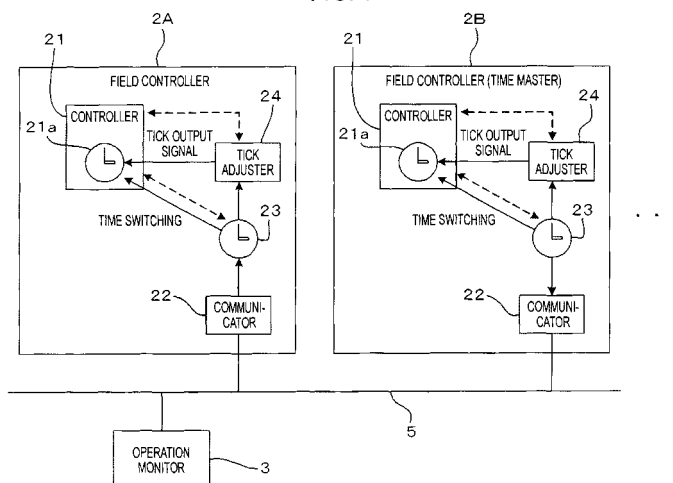 2A
21
FIELD CONTROLLER
CONTROLLER
24
21a
TICK OUTPUT
SIGNAL
TICK
ADJUSTER
23
TIME SWITCHING
22
COMMUNI-
CATOR
2B
21
FIELD CONTROLLER (TIME MASTER)
CONTROLLER
24
21a
TICK OUTPUT
SIGNAL
TICK
ADJUSTER
23
TIME SWITCHING
22
COMMUNI-
CATOR
. .
5
OPERATION
MONITOR
3